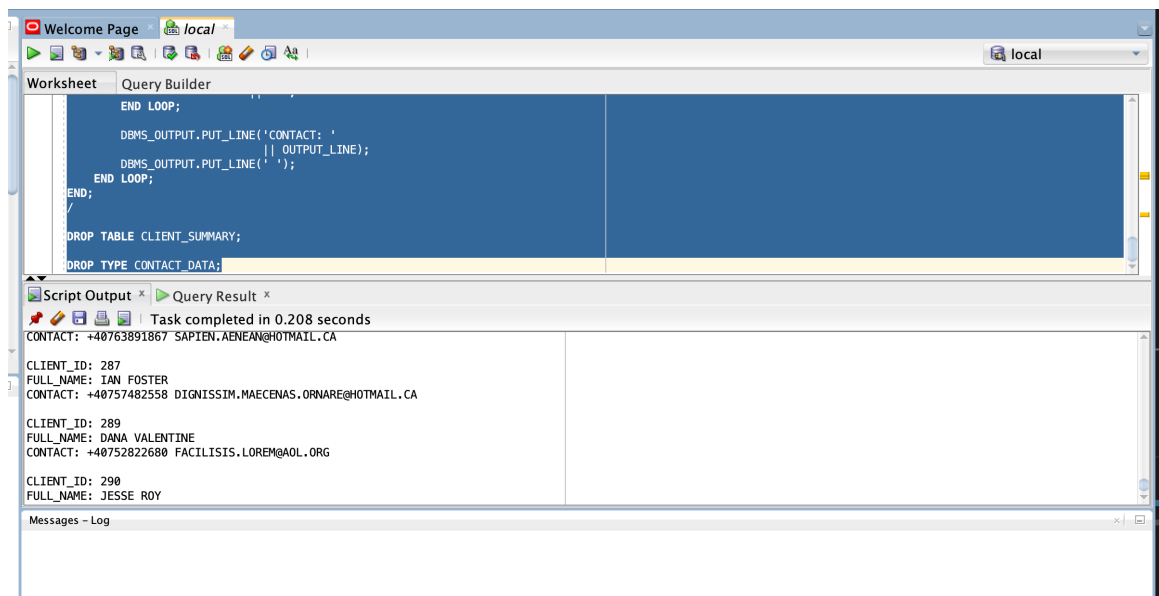 Welcome Page
local
local
Worksheet Query Builder
END LOOP;
DBMS_OUTPUT.PUT_LINE('CONTACT: '
|| OUTPUT_LINE);
DBMS_OUTPUT.PUT_LINE(' ');
END LOOP;
END;
/
DROP TABLE CLIENT_SUMMARY;
DROP TYPE CONTACT_DATA;
Script Output x Query Result x
Task completed in 0.208 seconds
CONTACT: +40763891867 SAPIEN.AENEAN@HOTMAIL.CA
CLIENT_ID: 287
FULL_NAME: IAN FOSTER
CONTACT: +40757482558 DIGNISSIM.MAECENAS.ORNARE@HOTMAIL.CA
CLIENT_ID: 289
FULL_NAME: DANA VALENTINE
CONTACT: +40752822680 FACILISIS.LOREM@AOL.ORG
CLIENT_ID: 290
FULL_NAME: JESSE ROY
Messages - Log